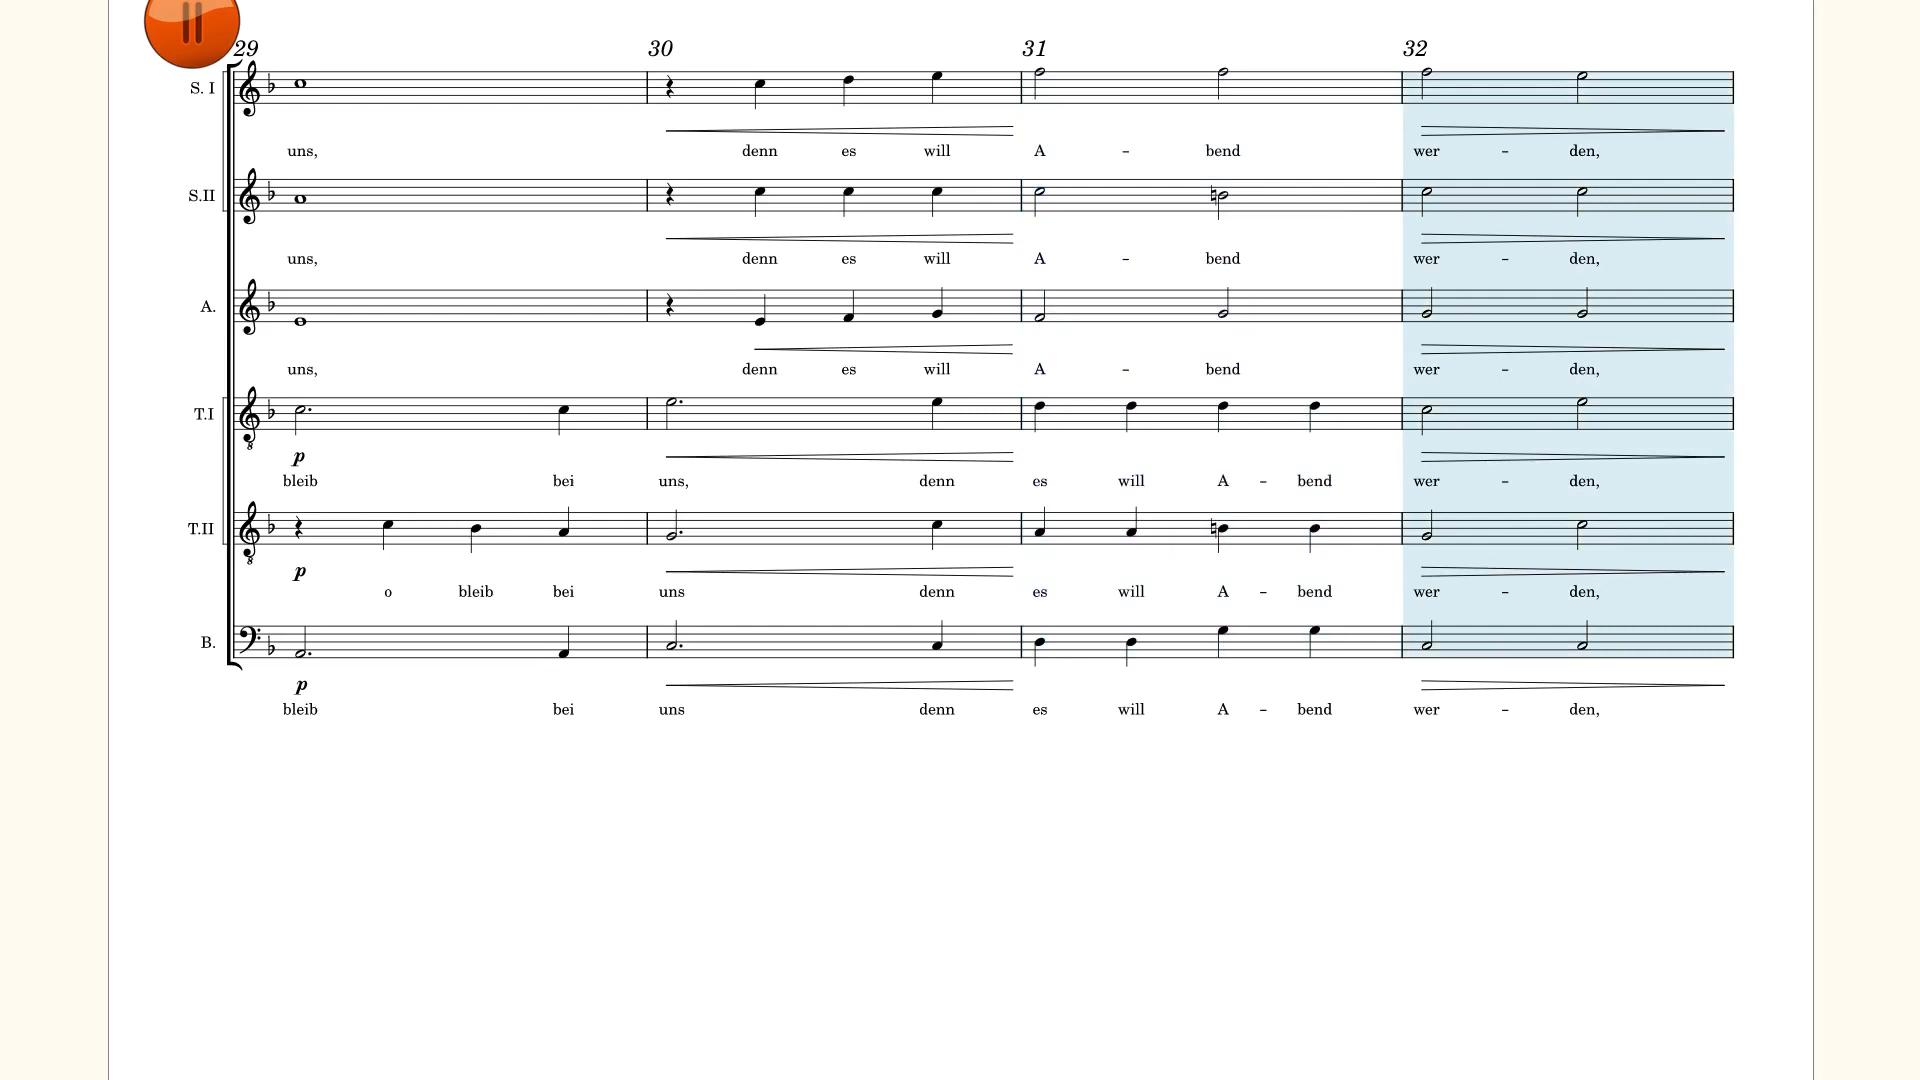 29 30 31 32
S. I
uns, denn es will A – bend wer – den,
S.II
uns, denn es will A – bend wer – den,
A.
uns, denn es will A – bend wer – den,
T.I
p
bleib bei uns, denn es will A – bend wer – den,
T.II
p
o bleib bei uns denn es will A – bend wer – den,
B.
p
bleib bei uns denn es will A – bend wer – den,